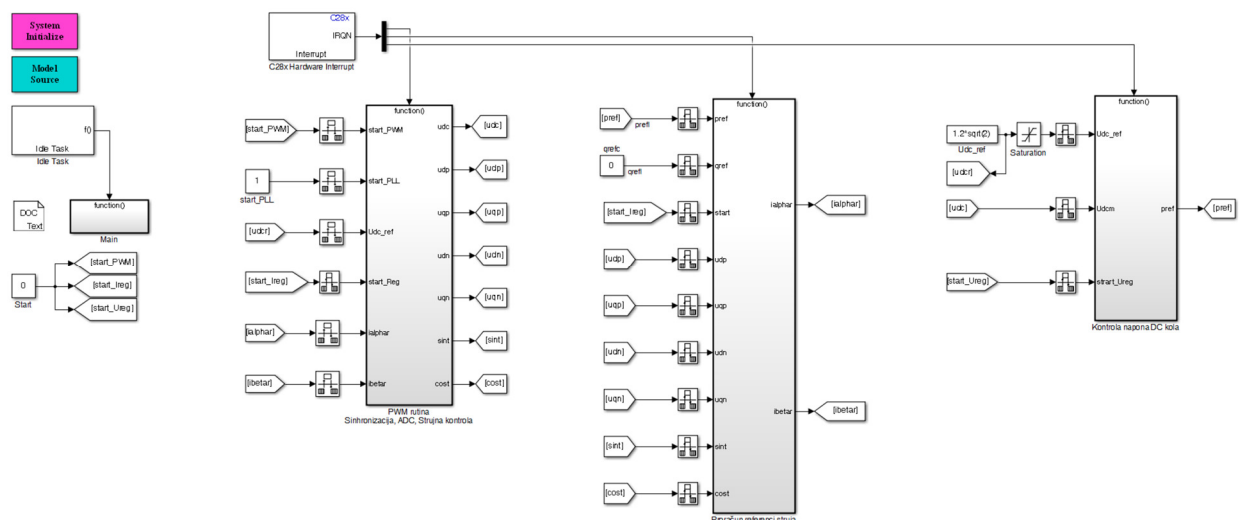 System
Initialize
Model
Source
f()
Idle Task
Idle Task
DOC
Text
function()
Main
0
Start
[start_PWM]
[start_Ireg]
[start_Ureg]
C28x
IRQN
Interrupt
C28x Hardware Interrupt
[start_PWM]
1
start_PLL
[udcr]
[start_Ireg]
[ialphar]
[ibetar]
function()
start_PWM
start_PLL
Udc_ref
start_Reg
ialphar
ibetar
udc
udp
uqp
udn
uqn
sint
cost
[udc]
[udp]
[uqp]
[udn]
[uqn]
[sint]
[cost]
PWM rutina
Sinhronizacija, ADC, Strujna kontrola
[pref]
prefl
qrefc
0
qrefl
[start_Ireg]
[udp]
[uqp]
[udn]
[uqn]
[sint]
[cost]
function()
pref
qref
start
udp
uqp
udn
uqn
sint
cost
ialphar
ibetar
[ialphar]
[ibetar]
Proračun referenci struja
1.2*sqrt(2)
Udc_ref
Saturation
[udcr]
[udc]
[start_Ureg]
function()
Udc_ref
Udcm
strart_Ureg
pref
[pref]
Kontrola napona DC kola